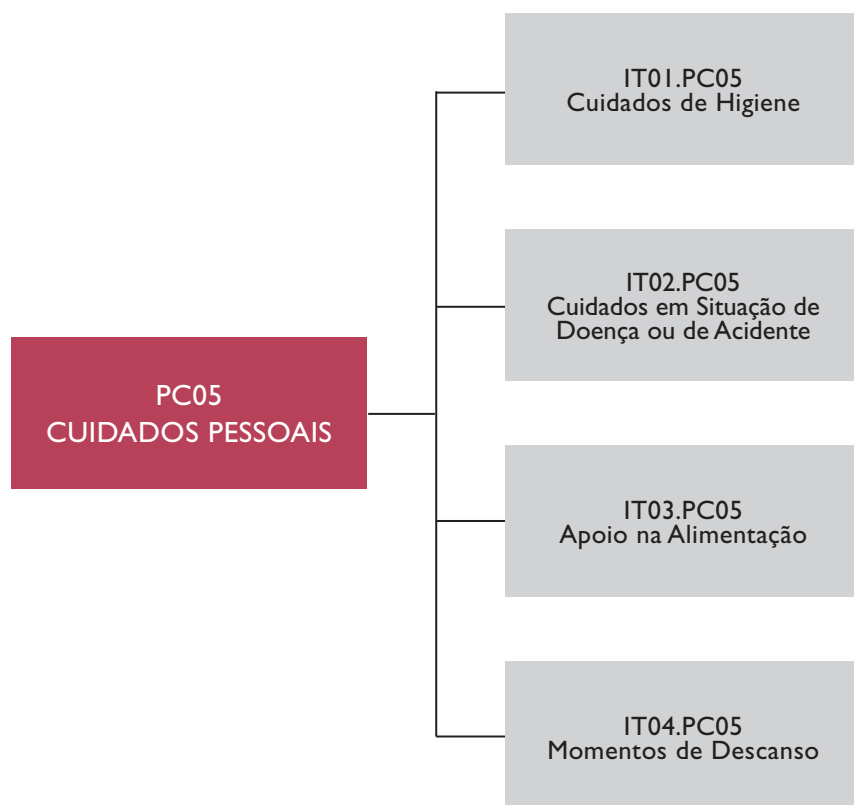 IT01.PC05
Cuidados de Higiene
IT02.PC05
Cuidados em Situação de
Doença ou de Acidente
PC05
CUIDADOS PESSOAIS
IT03.PC05
Apoio na Alimentação
IT04.PC05
Momentos de Descanso